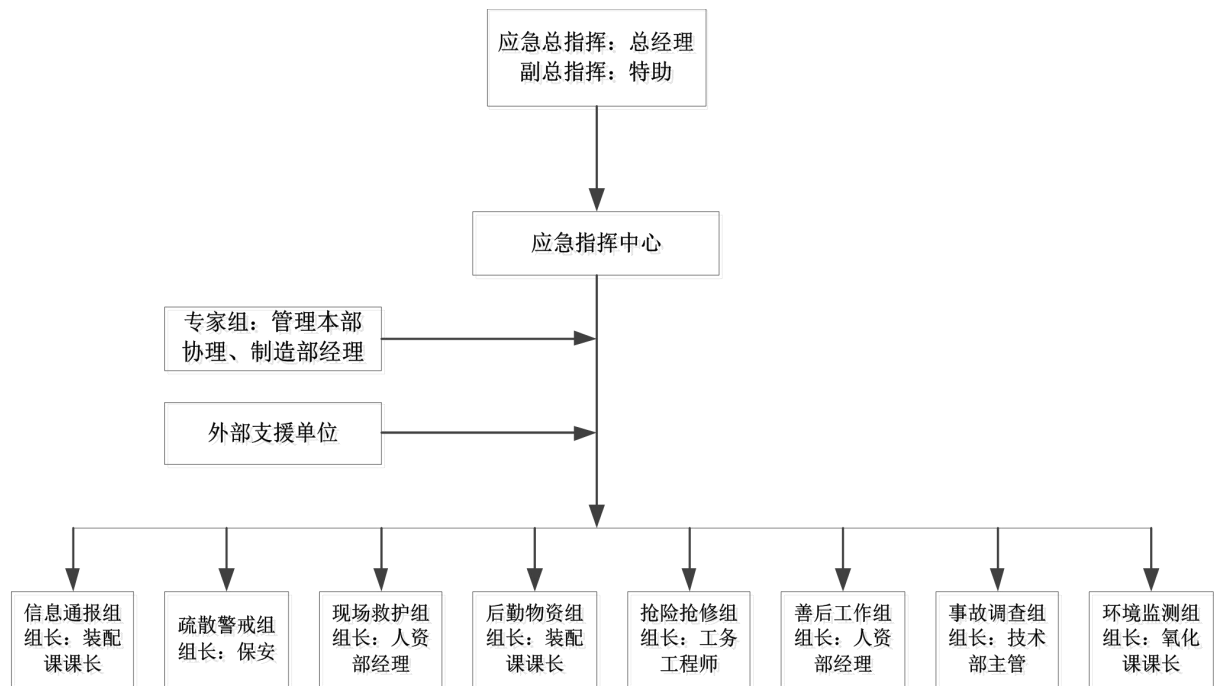 应急总指挥：总经理
副总指挥：特助
应急指挥中心
专家组：管理本部
协理、制造部经理
外部支援单位
信息通报组
组长：装配
课课长
疏散警戒组
组长：保安
现场救护组
组长：人资
部经理
后勤物资组
组长：装配
课课长
抢险抢修组
组长：工务
工程师
善后工作组
组长：人资
部经理
事故调查组
组长：技术
部主管
环境监测组
组长：氧化
课课长